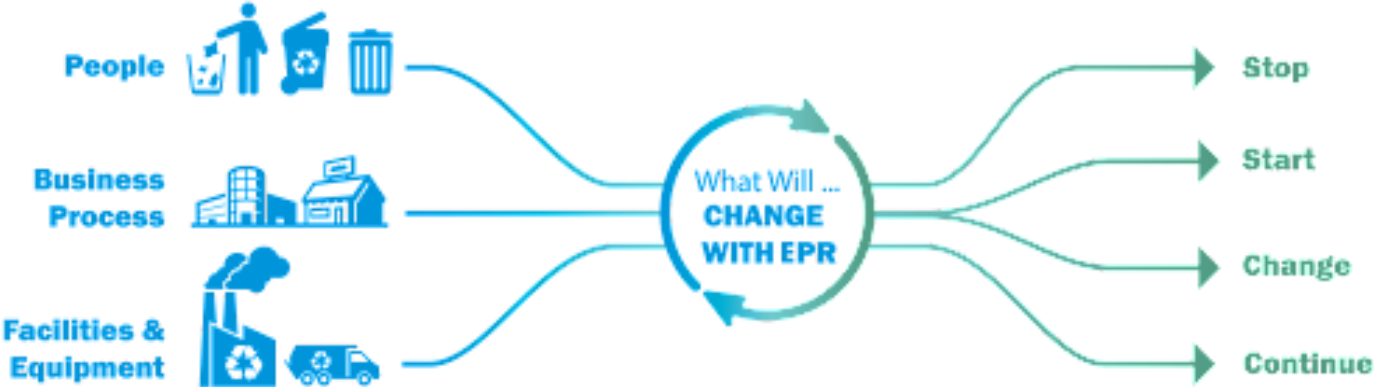 People
Business
Process
Facilities &
Equipment
What Will ...
CHANGE
WITH EPR
Stop
Start
Change
Continue